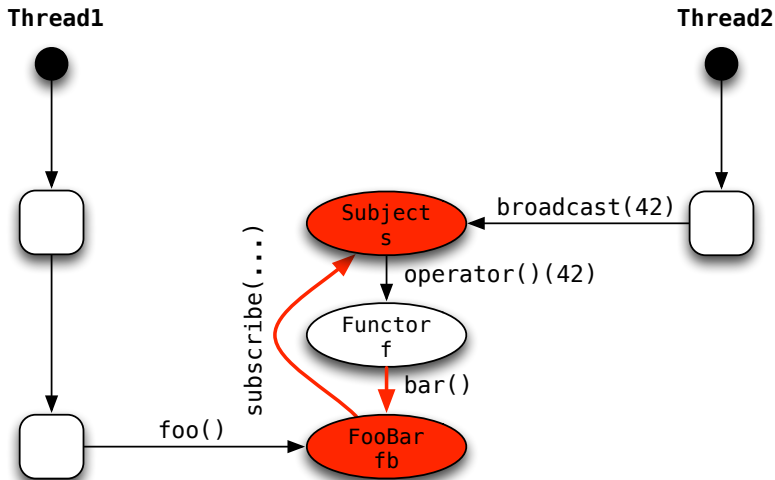 Thread1
Thread2
Subject
s
broadcast(42)
operator()(42)
subscribe(...)
Functor
f
bar()
foo()
FooBar
fb